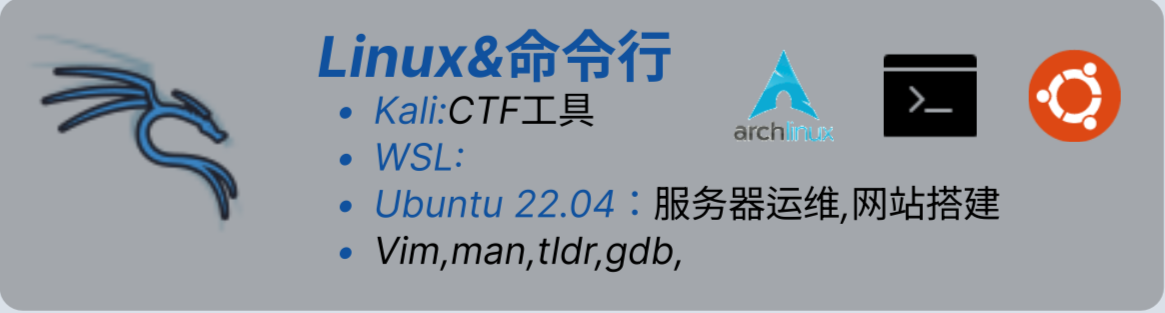 Linux&命令行
• Kali:CTF工具
• WSL:
• Ubuntu 22.04：服务器运维,网站搭建
• Vim,man,tldr,gdb,
archlinux
>_